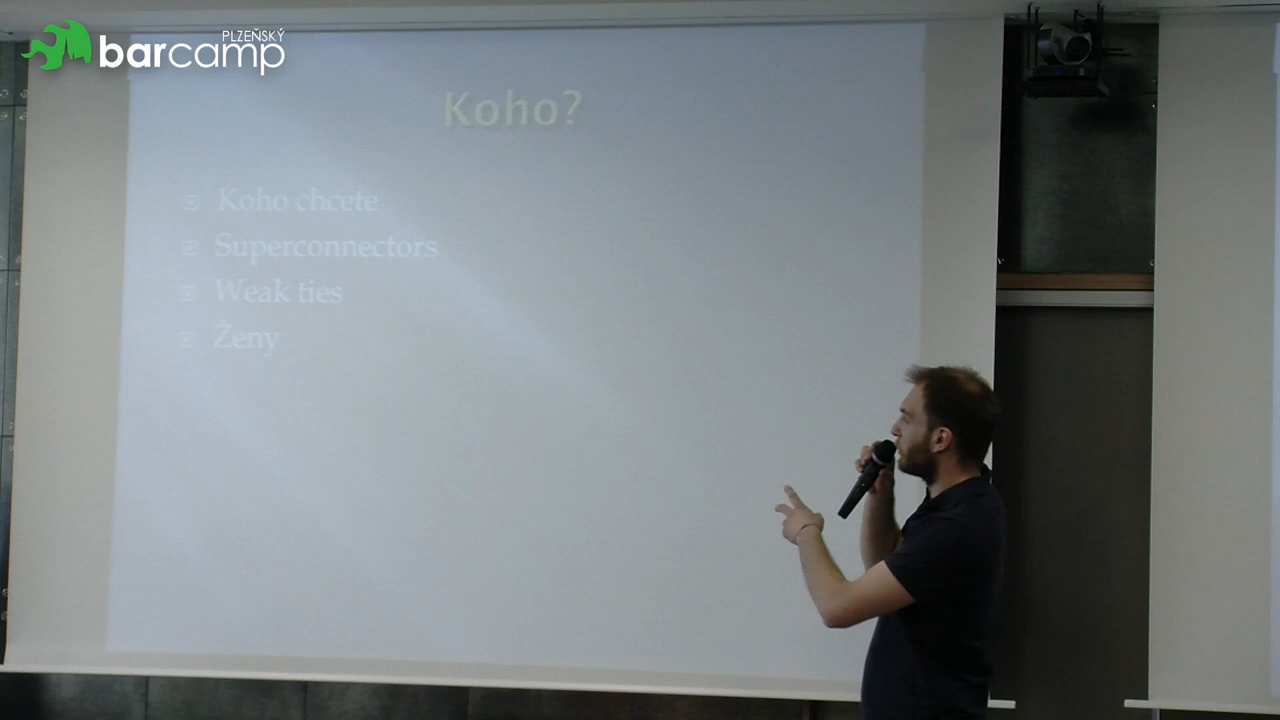 PLZEŇSKÝ
barcamp
Koho?
Koho chcete
Superconnectors
Weak ties
Ženy